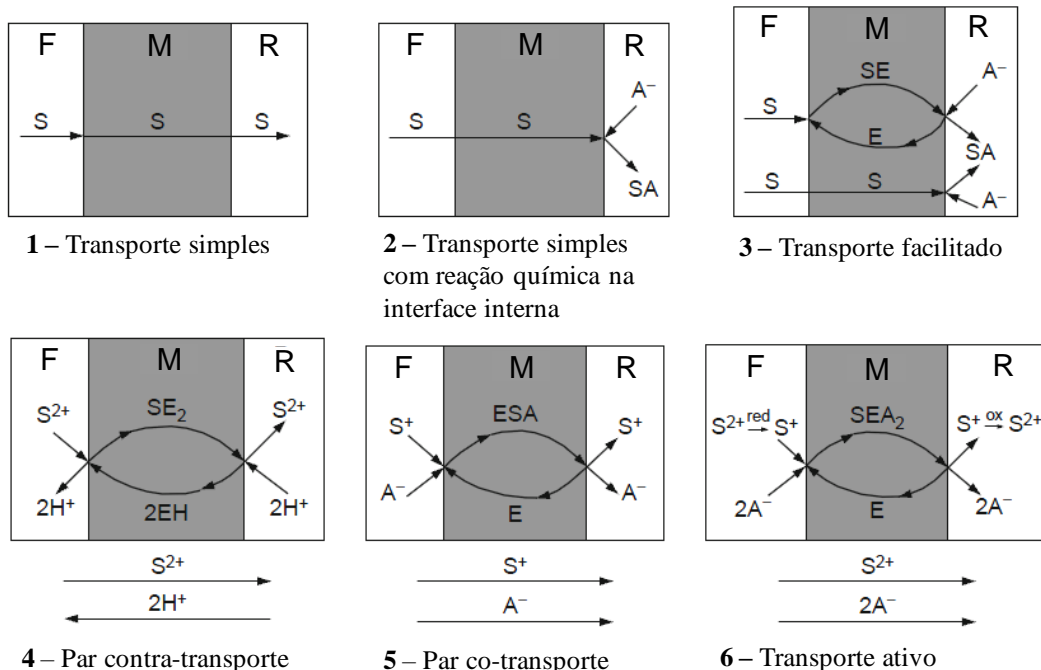 F M R
S S S
1 – Transporte simples
F M R
S S A⁻
SA
2 – Transporte simples
com reação química na
interface interna
F M R
SE A⁻
S
E SA
S S A⁻
3 – Transporte facilitado
F M R
S²⁺ SE₂ S²⁺
2H⁺ 2EH 2H⁺
S²⁺
2H⁺
4 – Par contra-transporte
F M R
S⁺ ESA S⁺
A⁻ E A⁻
S⁺
A⁻
5 – Par co-transporte
F M R
S²⁺ red→ S⁺ SEA₂ S⁺ ox→ S²⁺
2A⁻ E 2A⁻
S²⁺
2A⁻
6 – Transporte ativo